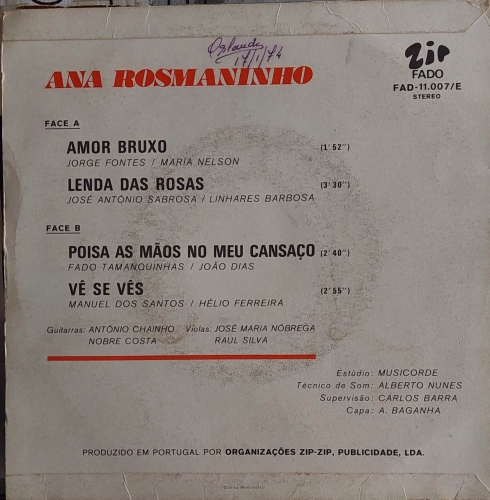 Orlando
17/1/74
zip
FADO
FAD-11.007/E
STEREO
ANA ROSMANINHO
FACE A
AMOR BRUXO (1'52'')
JORGE FONTES / MARIA NELSON
LENDA DAS ROSAS (3'30'')
JOSÉ ANTÓNIO SABROSA / LINHARES BARBOSA
FACE B
POISA AS MÃOS NO MEU CANSAÇO (2'40'')
FADO TAMANQUINHAS / JOÃO DIAS
VÊ SE VÊS (2'55'')
MANUEL DOS SANTOS / HÉLIO FERREIRA
Guitarras: ANTÓNIO CHAINHO Violas: JOSÉ MARIA NÓBREGA
NOBRE COSTA RAUL SILVA
Estúdio: MUSICORDE
Técnico de Som: ALBERTO NUNES
Supervisão: CARLOS BARRA
Capa: A. BAGANHA
PRODUZIDO EM PORTUGAL POR ORGANIZAÇÕES ZIP-ZIP, PUBLICIDADE, LDA.